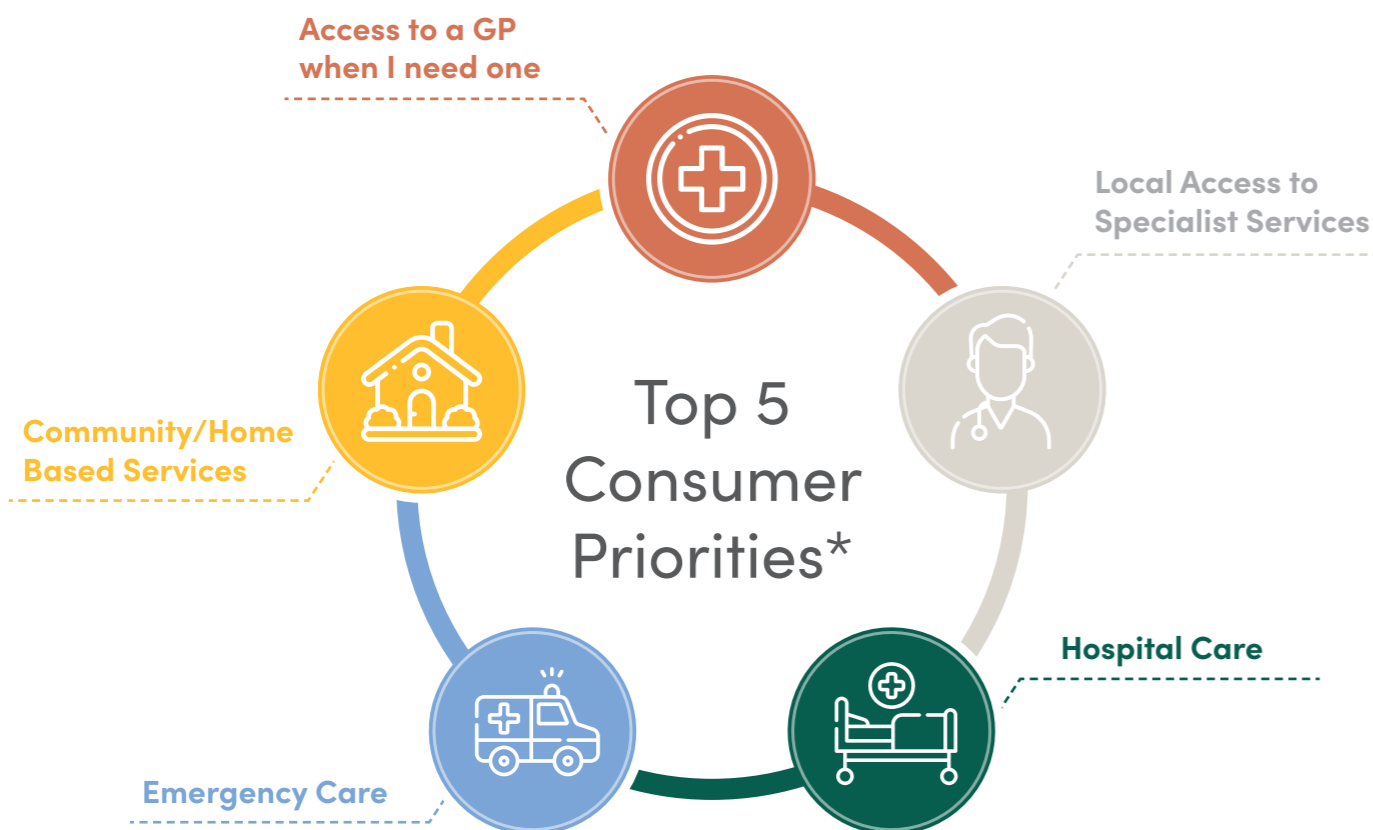 Access to a GP
when I need one
Local Access to
Specialist Services
Top 5
Consumer
Priorities*
Community/Home
Based Services
Hospital Care
Emergency Care